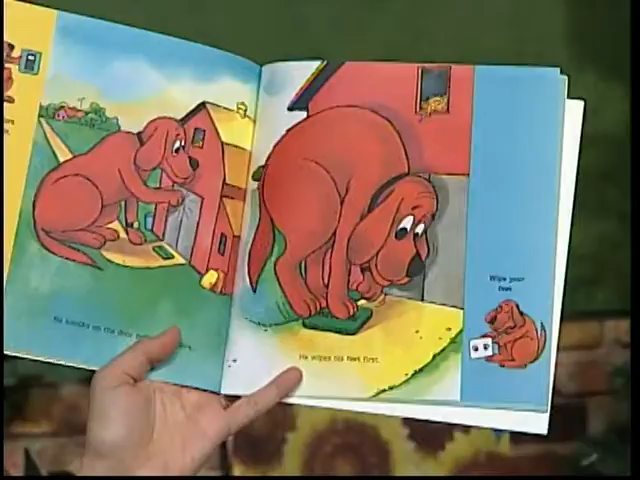 He knocks on the door
He wipes his feet first.
Wipe your
feet